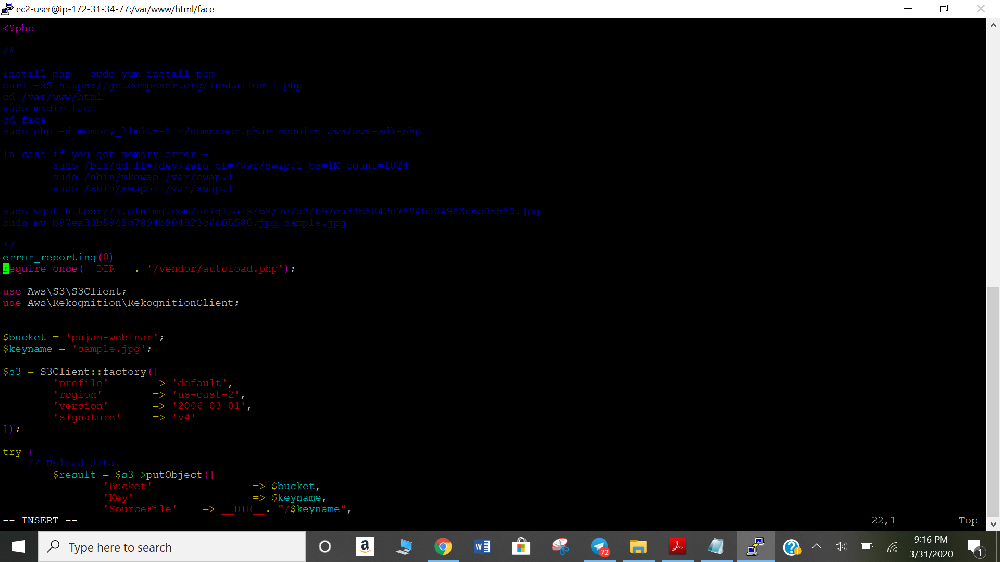 ec2-user@ip-172-31-34-77:/var/www/html/face
<?php
/*
Install php - sudo yum install php
curl -sS https://getcomposer.org/installer | php
cd /var/www/html
sudo mkdir face
cd face
sudo php -d memory_limit=-1 ~/composer.phar require aws/aws-sdk-php
In case if you get memory error -
sudo /bin/dd if=/dev/zero of=/var/swap.1 bs=1M count=1024
sudo /sbin/mkswap /var/swap.1
sudo /sbin/swapon /var/swap.1
sudo wget https://i.pinimg.com/originals/b9/7e/a3/b97ea33b5842c7894b804923c6c05580.jpg
sudo mv b97ea33b5842c7894b804923c6c05580.jpg sample.jpg
*/
error_reporting(0)
require_once(__DIR__ . '/vendor/autoload.php');
use Aws\S3\S3Client;
use Aws\Rekognition\RekognitionClient;
$bucket = 'pujan-webinar';
$keyname = 'sample.jpg';
$s3 = S3Client::factory([
'profile' => 'default',
'region' => 'us-east-2',
'version' => '2006-03-01',
'signature' => 'v4'
]);
try {
// Upload data.
$result = $s3->putObject([
'Bucket' => $bucket,
'Key' => $keyname,
'SourceFile' => __DIR__. "/$keyname",
-- INSERT -- 22,1 Top
Type here to search
a
W
72
9:16 PM
3/31/2020
1